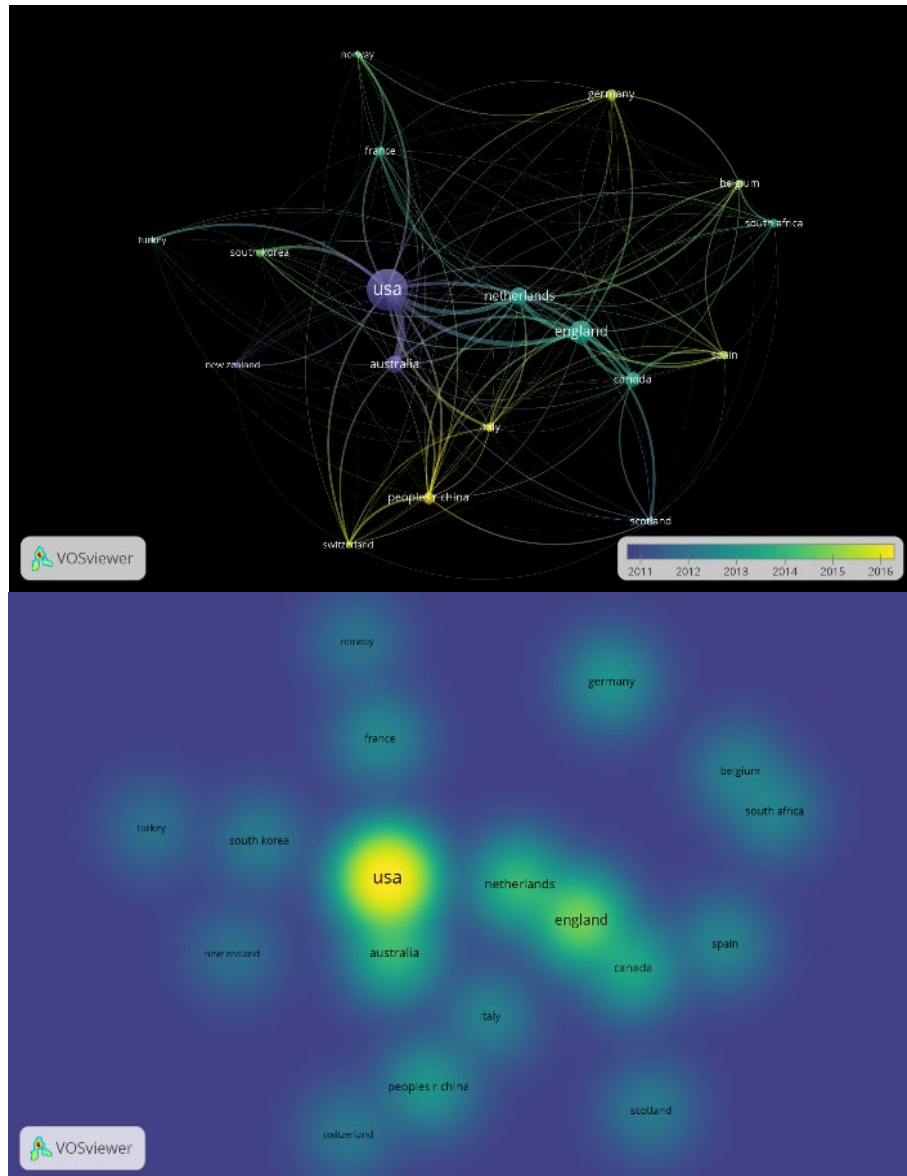 norway
germany
france
belgium
south africa
turkey
south korea
usa
netherlands
england
new zealand
australia
spain
canada
italy
peoples r china
scotland
switzerland
VOSviewer
2011 2012 2013 2014 2015 2016
norway
germany
france
belgium
south africa
turkey
south korea
usa
netherlands
england
spain
new zealand
australia
canada
italy
peoples r china
scotland
switzerland
VOSviewer